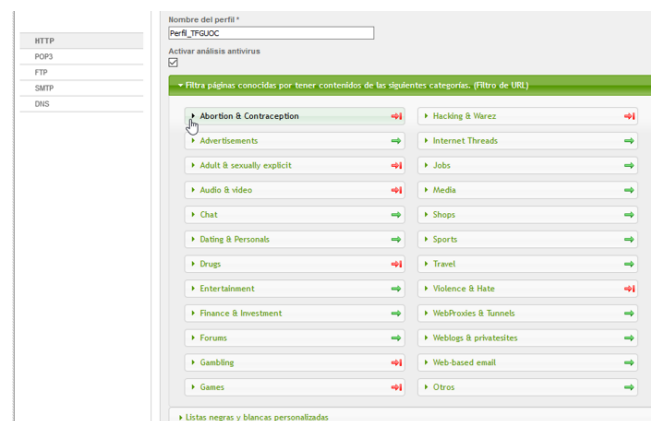 Nombre del perfil *
HTTP
Perfil_TFGUOC
POP3
Activar análisis antivirus
FTP
SMTP
Filtra páginas conocidas por tener contenidos de las siguientes categorías. (Filtro de URL)
DNS
Abortion & Contraception
Hacking & Warez
Advertisements
Internet Threads
Adult & sexually explicit
Jobs
Audio & video
Media
Chat
Shops
Dating & Personals
Sports
Drugs
Travel
Entertainment
Violence & Hate
Finance & Investment
WebProxies & Tunnels
Forums
Weblogs & privatesites
Gambling
Web-based email
Games
Otros
Listas negras y blancas personalizadas